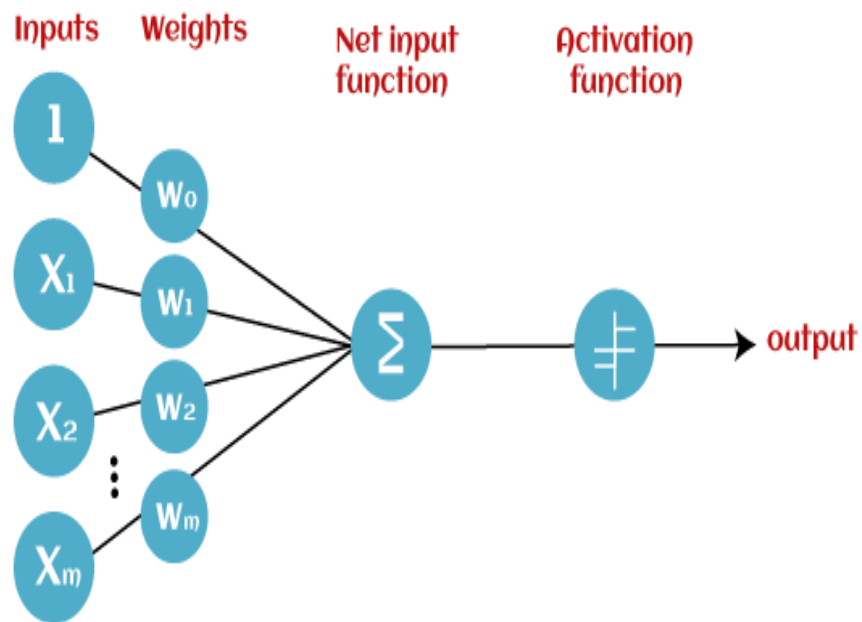 Inputs
Weights
Net input
function
Activation
function
1
W0
X1
W1
Σ
output
X2
W2
Xm
Wm